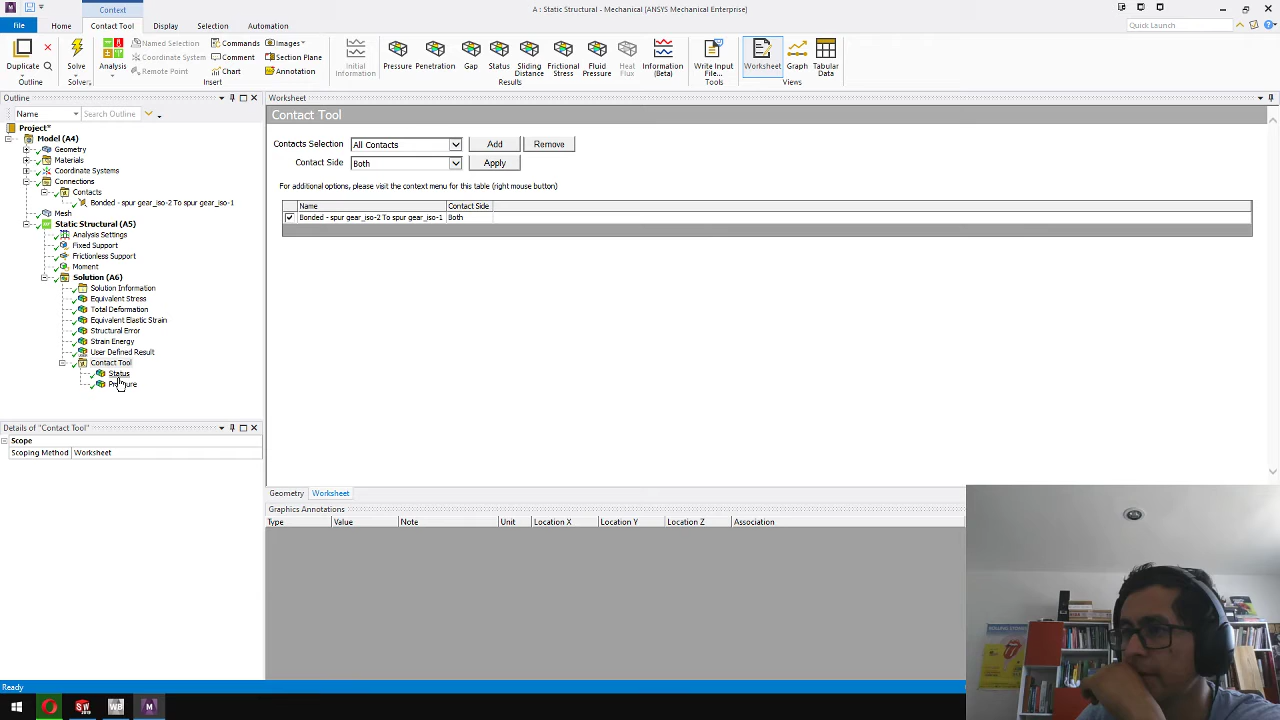 Context
A : Static Structural - Mechanical [ANSYS Mechanical Enterprise]
File Home Contact Tool Display Selection Automation
Quick Launch
Duplicate
Outline
Solve
Solve
Analysis
Named Selection
Coordinate System
Remote Point
Commands
Comment
Chart
Images
Section Plane
Annotation
Insert
Initial Information
Pressure Penetration Gap Status Sliding Distance Frictional Stress Fluid Pressure Heat Flux Information (Beta)
Results
Write Input File...
Tools
Worksheet Graph Tabular Data
Views
Outline
Name Search Outline
Project*
Model (A4)
Geometry
Materials
Coordinate Systems
Connections
Contacts
Bonded - spur gear_iso-2 To spur gear_iso-1
Mesh
Static Structural (A5)
Analysis Settings
Fixed Support
Frictionless Support
Moment
Solution (A6)
Solution Information
Equivalent Stress
Total Deformation
Equivalent Elastic Strain
Structural Error
Strain Energy
User Defined Result
Contact Tool
Status
Pressure
Details of "Contact Tool"
Scope
Scoping Method Worksheet
Worksheet
Contact Tool
Contacts Selection All Contacts Add Remove
Contact Side Both Apply
For additional options, please visit the context menu for this table (right mouse button)
Name Contact Side
Bonded - spur gear_iso-2 To spur gear_iso-1 Both
Geometry Worksheet
Graphics Annotations
Type Value Note Unit Location X Location Y Location Z Association
Ready